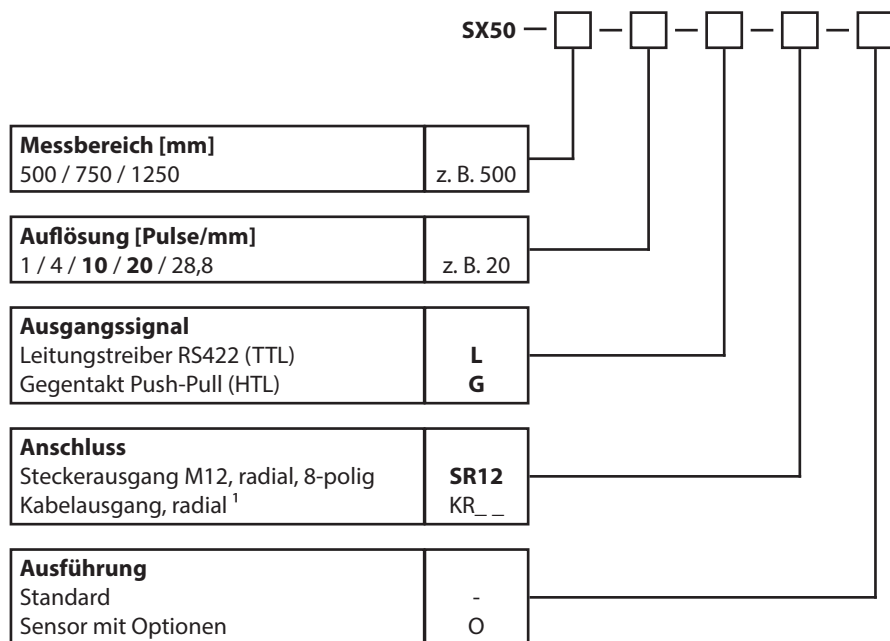 SX50 — — — — —
Messbereich [mm]
500 / 750 / 1250 z. B. 500
Auflösung [Pulse/mm]
1 / 4 / 10 / 20 / 28,8 z. B. 20
Ausgangssignal
Leitungstreiber RS422 (TTL) L
Gegentakt Push-Pull (HTL) G
Anschluss
Steckerausgang M12, radial, 8-polig SR12
Kabelausgang, radial ¹ KR_ _
Ausführung
Standard -
Sensor mit Optionen O